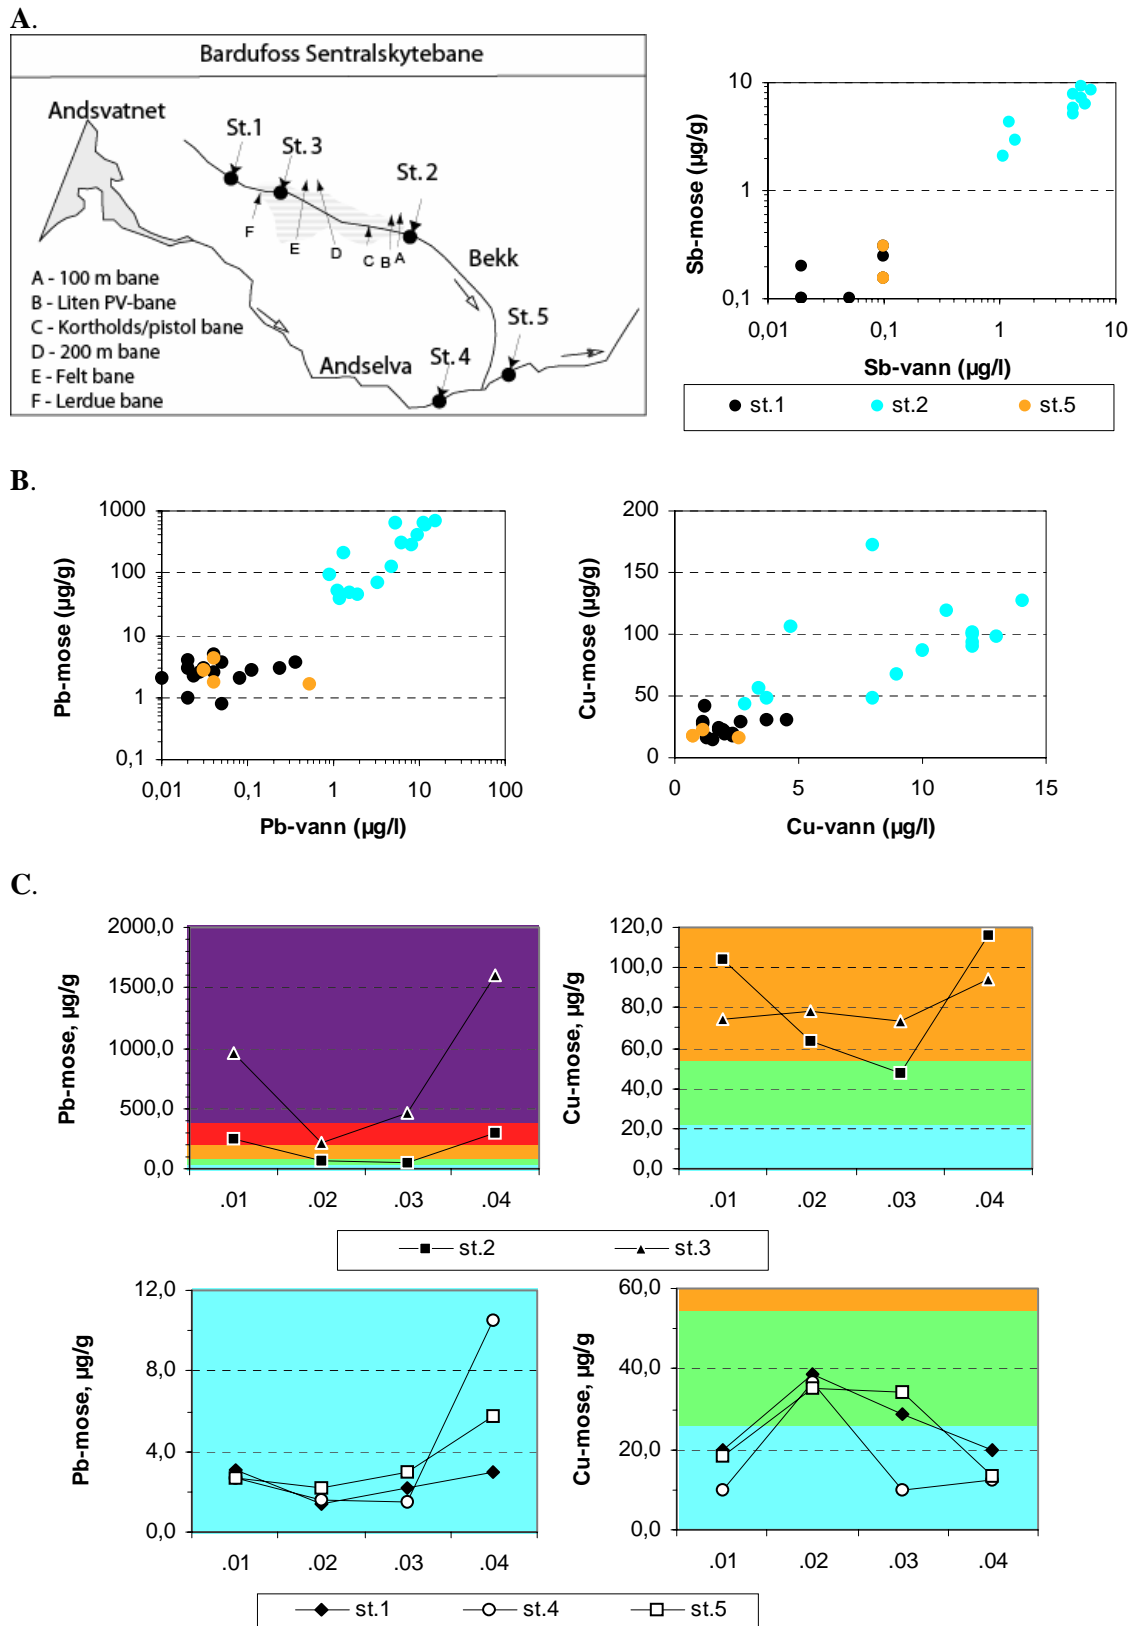 A.
Bardufoss Sentralskytebane
Andsvatnet
St.1
St.3
St.2
F
E
D
C
B
A
Bekk
A - 100 m bane
B - Liten PV-bane
C - Kortholds/pistol bane
D - 200 m bane
E - Felt bane
F - Lerdue bane
St.5
Andselva
St.4
Sb-mose (µg/g)
10
1
0,1
0,01
0,1
1
10
Sb-vann (µg/l)
st.1
st.2
st.5
B.
Pb-mose (µg/g)
1000
100
10
1
0,1
0,01
0,1
1
10
100
Pb-vann (µg/l)
Cu-mose (µg/g)
200
150
100
50
0
0
5
10
15
Cu-vann (µg/l)
C.
Pb-mose, µg/g
2000,0
1500,0
1000,0
500,0
0,0
.01
.02
.03
.04
Cu-mose, µg/g
120,0
100,0
80,0
60,0
40,0
20,0
0,0
.01
.02
.03
.04
st.2
st.3
Pb-mose, µg/g
12,0
8,0
4,0
0,0
.01
.02
.03
.04
Cu-mose, µg/g
60,0
40,0
20,0
0,0
.01
.02
.03
.04
st.1
st.4
st.5